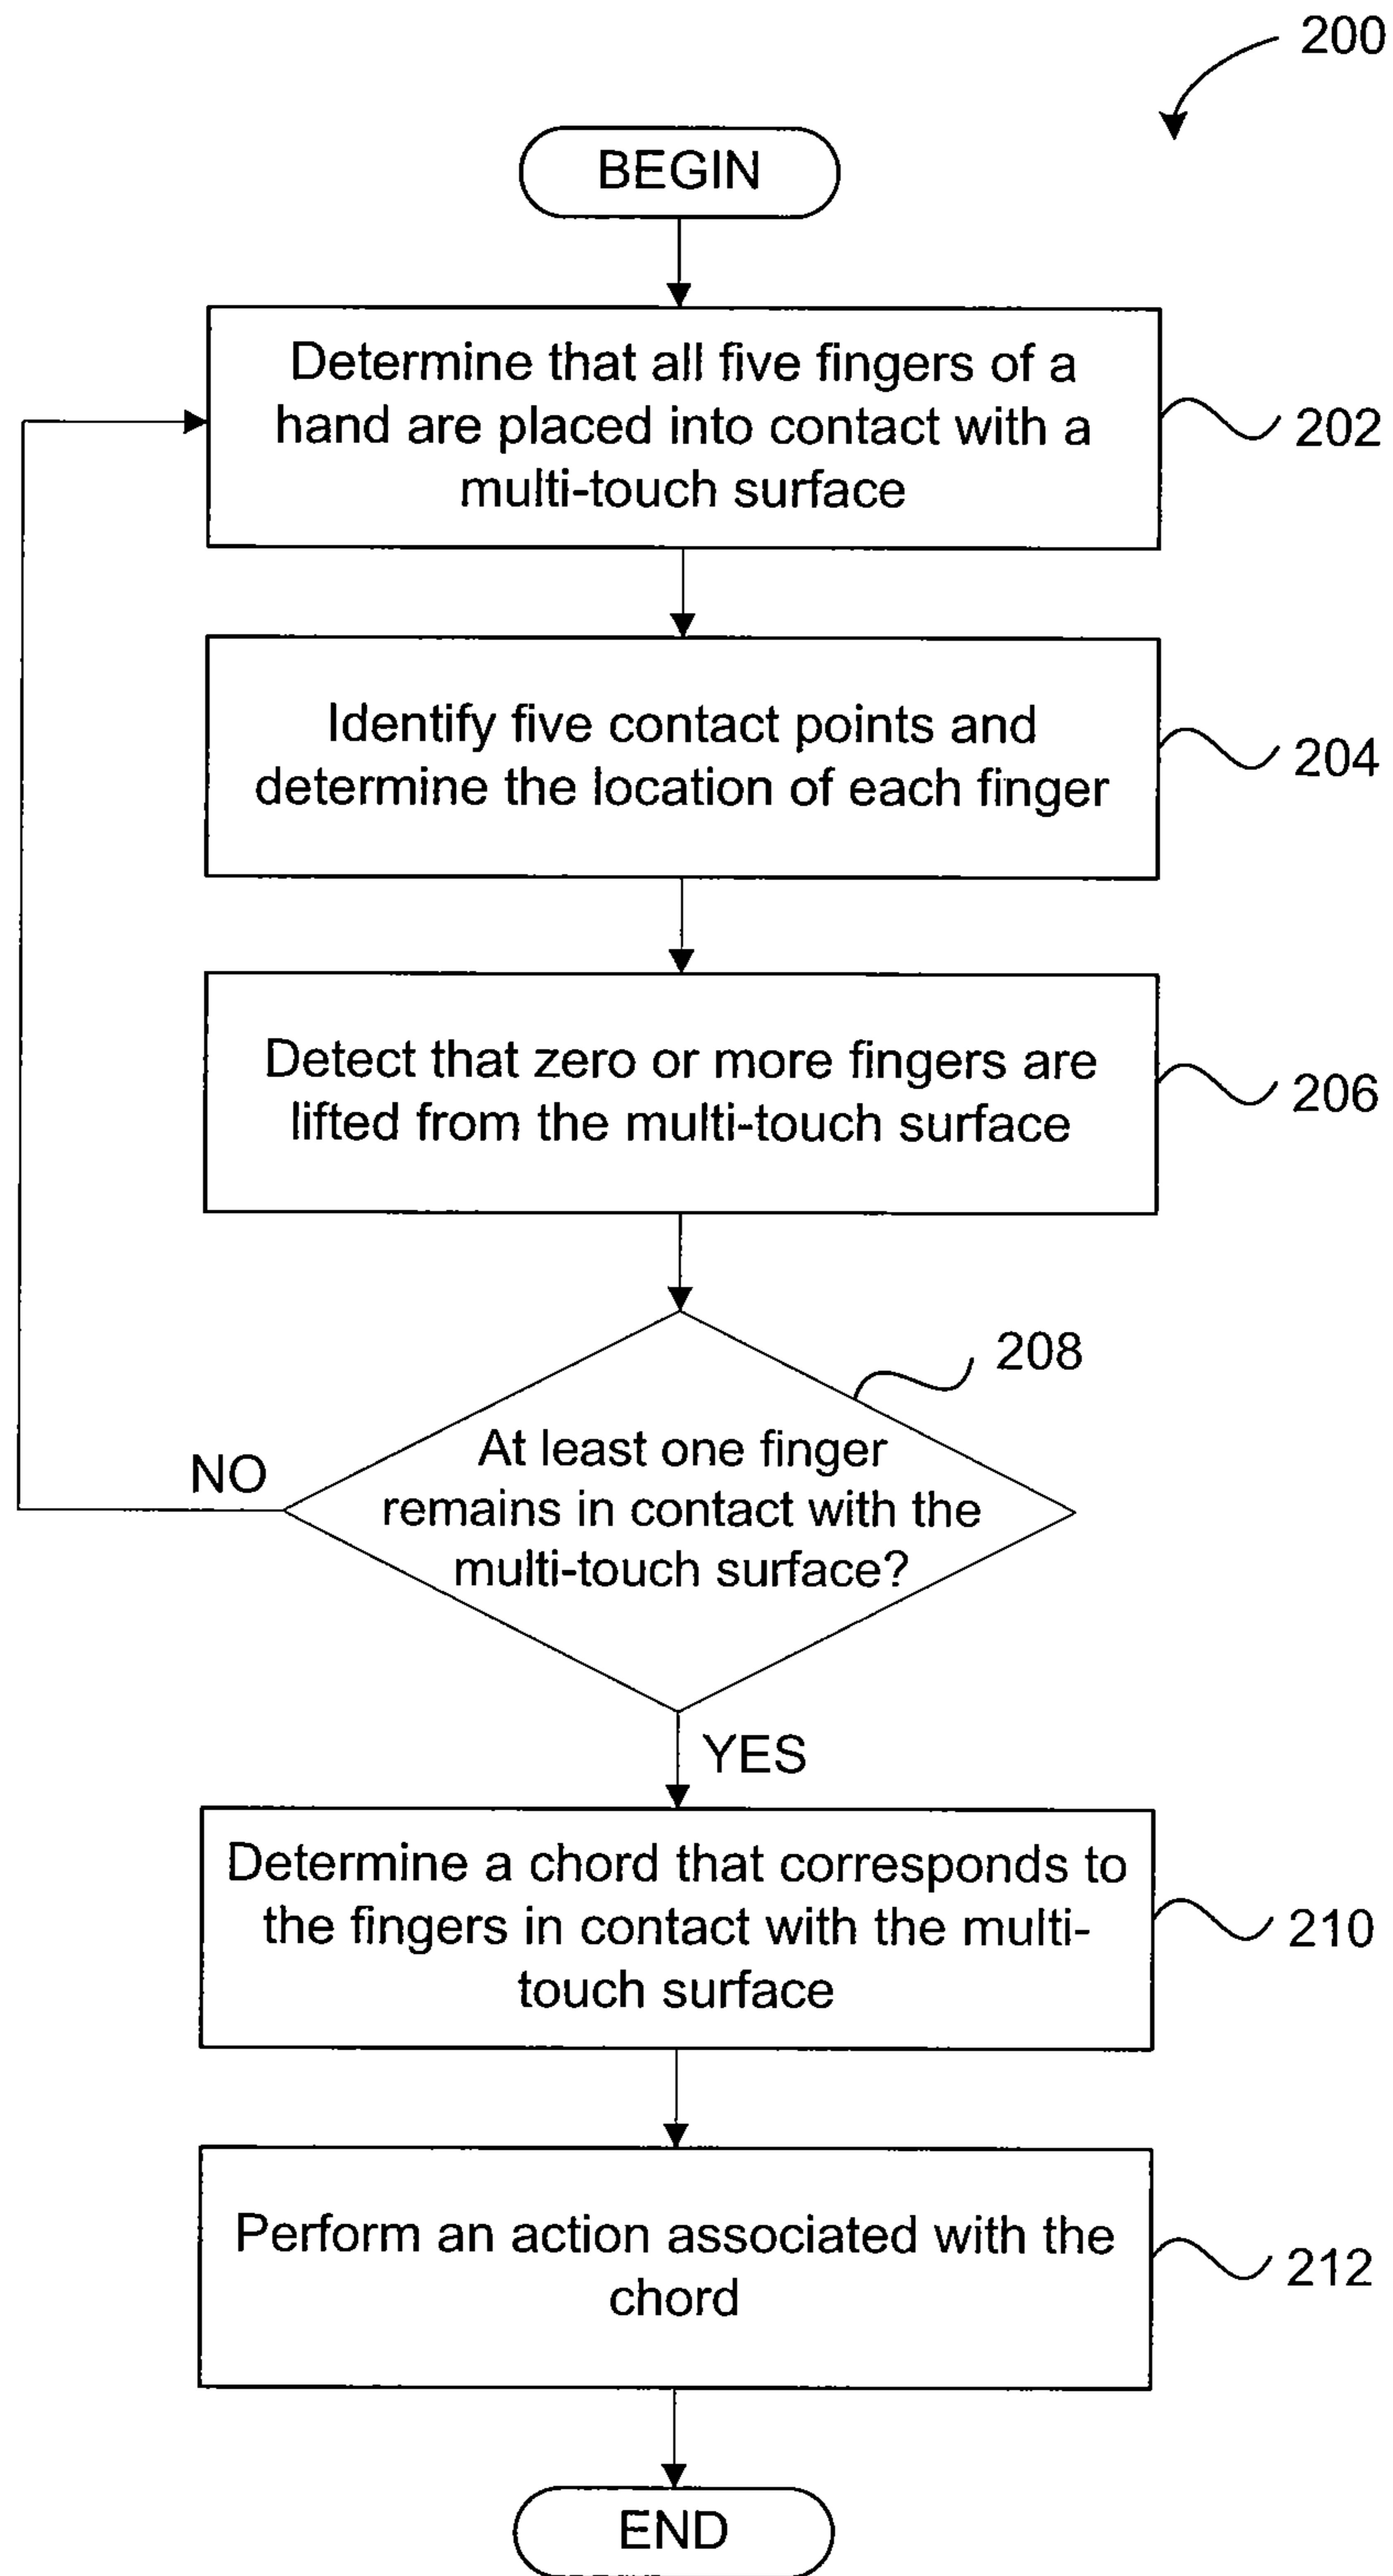 200
BEGIN
Determine that all five fingers of a
hand are placed into contact with a
multi-touch surface
202
Identify five contact points and
determine the location of each finger
204
Detect that zero or more fingers are
lifted from the multi-touch surface
206
208
At least one finger
remains in contact with the
multi-touch surface?
NO
YES
Determine a chord that corresponds to
the fingers in contact with the multi-
touch surface
210
Perform an action associated with the
chord
212
END